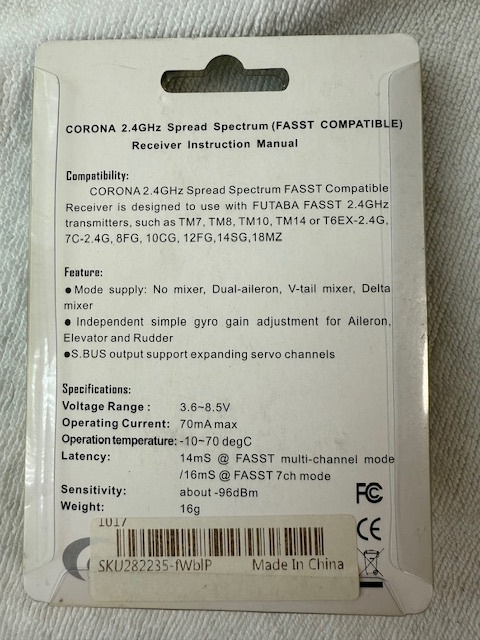 CORONA 2.4GHz Spread Spectrum (FASST COMPATIBLE)
Receiver Instruction Manual
Compatibility:
CORONA 2.4GHz Spread Spectrum FASST Compatible
Receiver is designed to use with FUTABA FASST 2.4GHz
transmitters, such as TM7, TM8, TM10, TM14 or T6EX-2.4G,
7C-2.4G, 8FG, 10CG, 12FG,14SG,18MZ
Feature:
●Mode supply: No mixer, Dual-aileron, V-tail mixer, Delta
mixer
● Independent simple gyro gain adjustment for Aileron,
Elevator and Rudder
●S.BUS output support expanding servo channels
Specifications:
Voltage Range : 3.6~8.5V
Operating Current: 70mA max
Operation temperature: -10~70 degC
Latency: 14mS @ FASST multi-channel mode
/16mS @ FASST 7ch mode
Sensitivity: about -96dBm
Weight: 16g
FC
CE
1017
SKU282235-fWblP Made In China